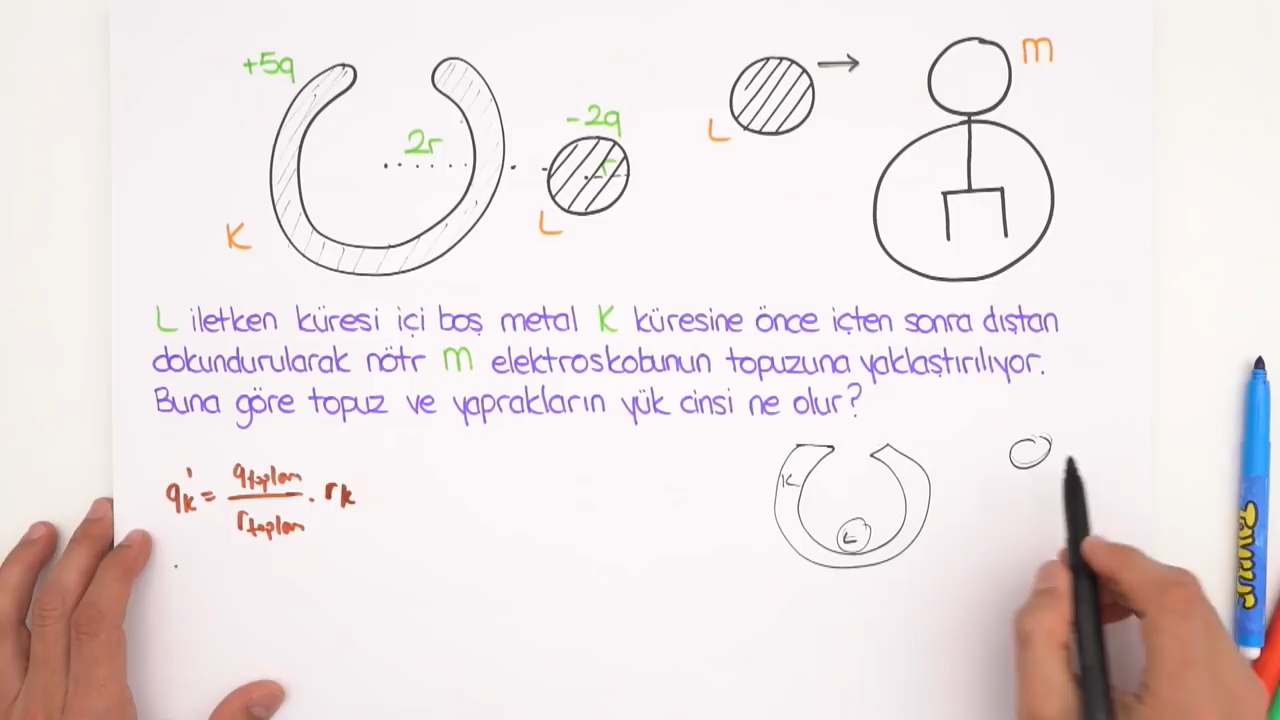 +5q
2r
-2q
r
K
L
L
m
L iletken küresi içi boş metal K küresine önce içten sonra dıştan
dokundurularak nötr m elektroskobunun topuzuna yaklaştırılıyor.
Buna göre topuz ve yaprakların yük cinsi ne olur?
qk' = qtoplam / rtoplam . rk
K
L